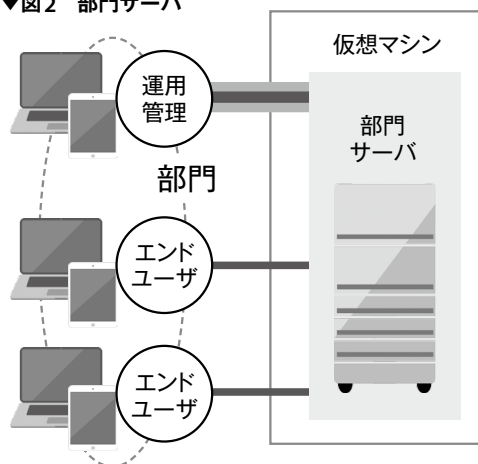 ▼図2 部門サーバ
仮想マシン
運用
管理
部門
サーバ
部門
エンド
ユーザ
エンド
ユーザ